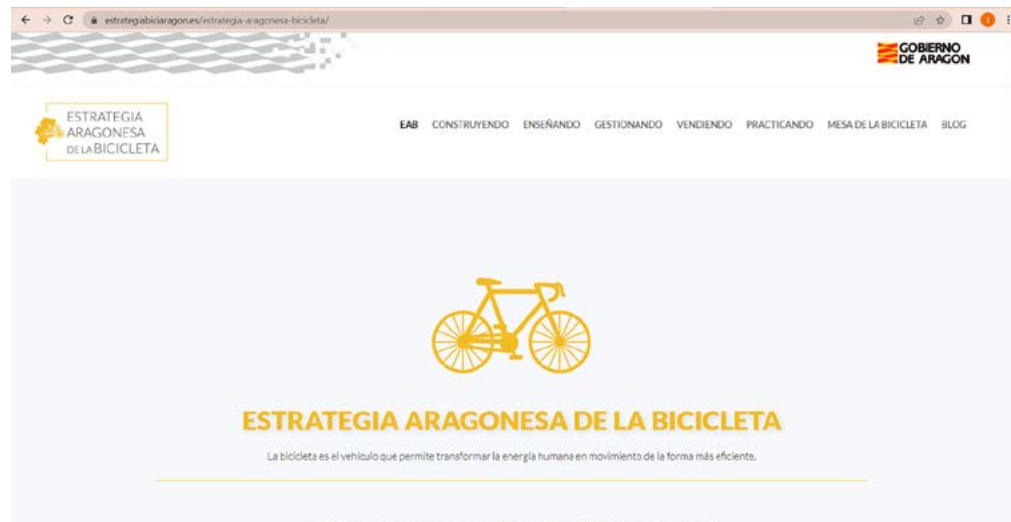 estrategiabiciaragon.es/estrategia-aragonesa-bicicleta/
GOBIERNO
DE ARAGON
ESTRATEGIA
ARAGONESA
DE LA BICICLETA
EAB CONSTRUYENDO ENSEÑANDO GESTIONANDO VENDIENDO PRACTICANDO MESA DE LA BICICLETA BLOG
ESTRATEGIA ARAGONESA DE LA BICICLETA
La bicicleta es el vehículo que permite transformar la energía humana en movimiento de la forma más eficiente.